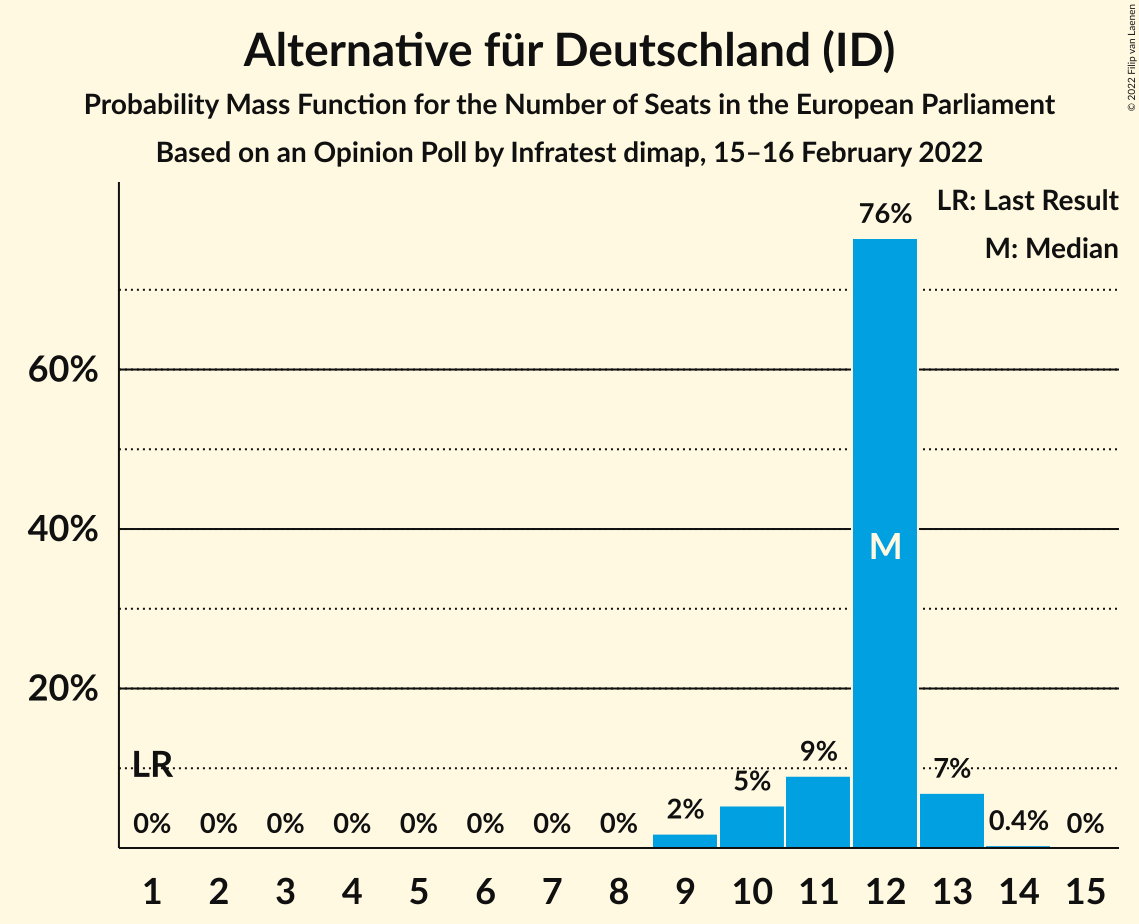 Alternative für Deutschland (ID)
Probability Mass Function for the Number of Seats in the European Parliament
Based on an Opinion Poll by Infratest dimap, 15–16 February 2022
© 2022 Filip van Laenen
LR: Last Result
M: Median
76%
60%
40%
M
20%
LR
0% 0% 0% 0% 0% 0% 0% 0% 2% 5% 9% 7% 0.4% 0%
1 2 3 4 5 6 7 8 9 10 11 12 13 14 15